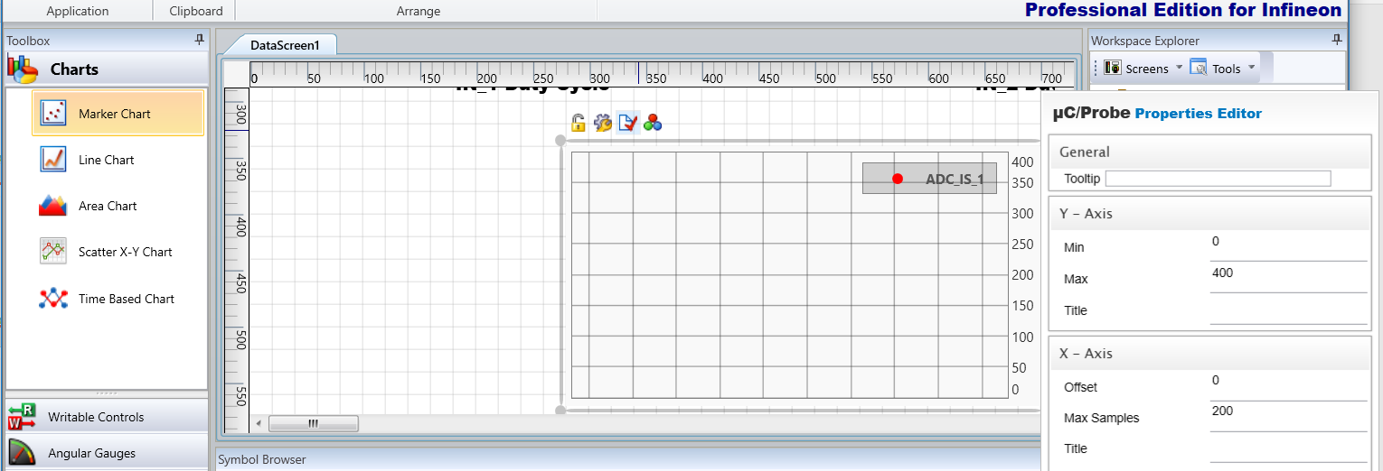 Application
Clipboard
Arrange
Professional Edition for Infineon
Toolbox
Charts
Marker Chart
Line Chart
Area Chart
Scatter X-Y Chart
Time Based Chart
Writable Controls
Angular Gauges
DataScreen1
0 50 100 150 200 250 300 350 400 450 500 550 600 650 700
300
350
400
450
500
550
IN_1 Duty Cycle
ADC_IS_1
400
350
300
250
200
150
100
50
0
Symbol Browser
Workspace Explorer
Screens Tools
µC/Probe Properties Editor
General
Tooltip
Y - Axis
Min 0
Max 400
Title
X - Axis
Offset 0
Max Samples 200
Title